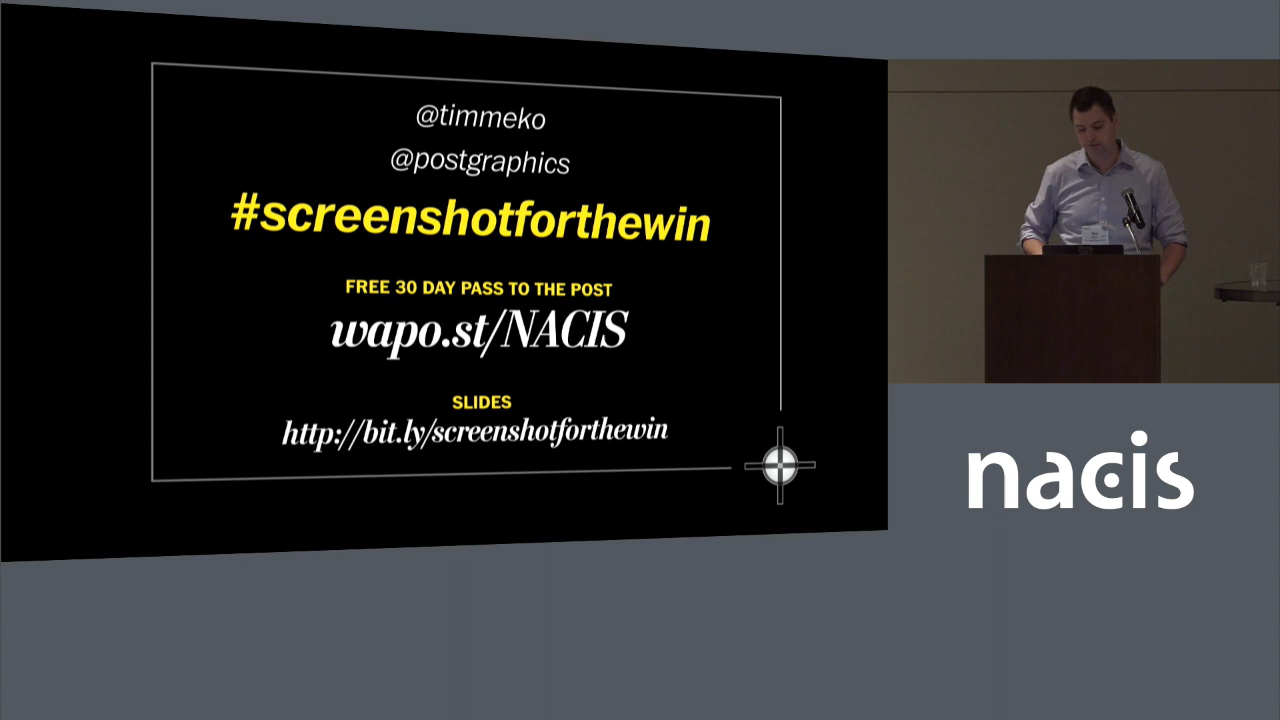 @timmeko
@postgraphics
#screenshotforthewin
FREE 30 DAY PASS TO THE POST
wapo.st/NACIS
SLIDES
http://bit.ly/screenshotforthewin
nacis